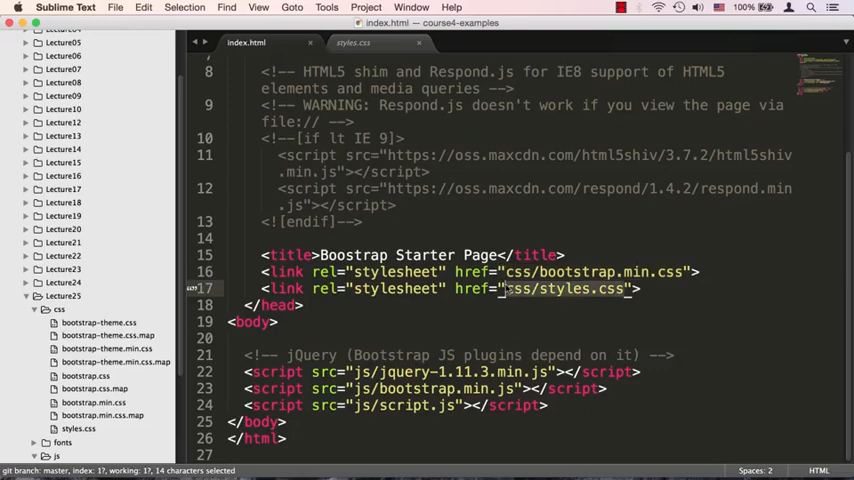 Sublime Text File Edit Selection Find View Goto Tools Project Window Help 100%
index.html — course4-examples
index.html styles.css
Lecture04
Lecture05
Lecture06
Lecture07
Lecture08
Lecture09
Lecture10
Lecture11
Lecture12
Lecture13
Lecture14
Lecture15
Lecture16
Lecture17
Lecture18
Lecture19
Lecture20
Lecture21
Lecture22
Lecture23
Lecture24
Lecture25
css
bootstrap-theme.css
bootstrap-theme.css.map
bootstrap-theme.min.css
bootstrap.css
bootstrap.css.map
bootstrap.min.css
bootstrap.min.css.map
styles.css
fonts
js
7
8 <!-- HTML5 shim and Respond.js for IE8 support of HTML5
elements and media queries -->
9 <!-- WARNING: Respond.js doesn't work if you view the page via
file:// -->
10 <!--[if lt IE 9]>
11 <script src="https://oss.maxcdn.com/html5shiv/3.7.2/html5shiv
.min.js"></script>
12 <script src="https://oss.maxcdn.com/respond/1.4.2/respond.min
.js"></script>
13 <![endif]-->
14
15 <title>Boostrap Starter Page</title>
16 <link rel="stylesheet" href="css/bootstrap.min.css">
17 <link rel="stylesheet" href="css/styles.css">
18 </head>
19 <body>
20
21 <!-- jQuery (Bootstrap JS plugins depend on it) -->
22 <script src="js/jquery-1.11.3.min.js"></script>
23 <script src="js/bootstrap.min.js"></script>
24 <script src="js/script.js"></script>
25 </body>
26 </html>
27
git branch: master, index: 1?, working: 1?, 14 characters selected Spaces: 2 HTML